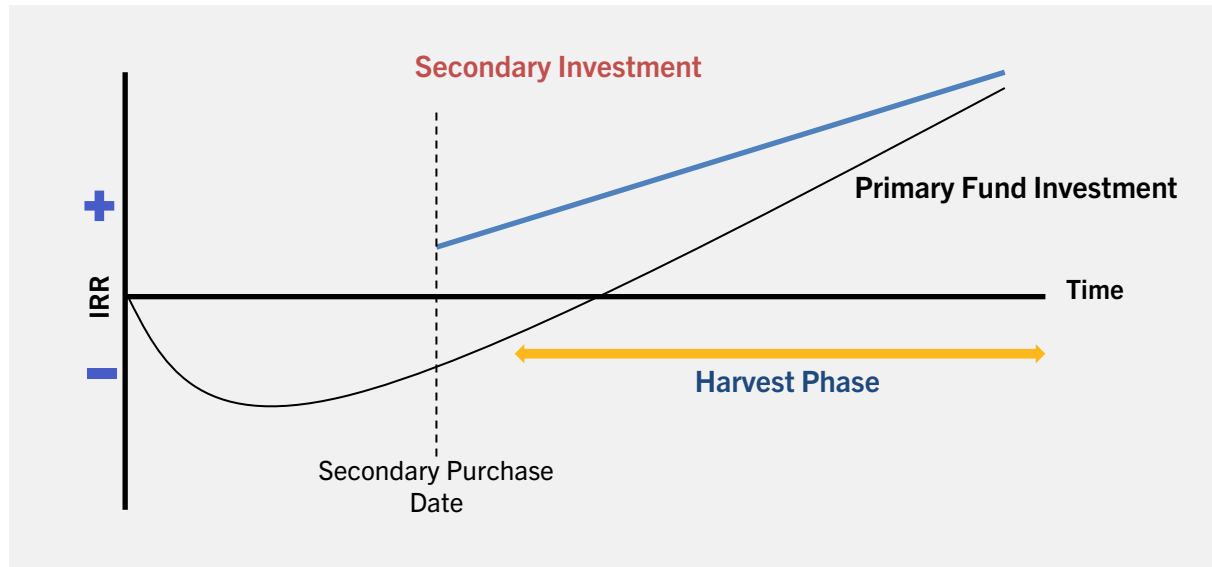 Secondary Investment
Primary Fund Investment
+
IRR
Time
–
Harvest Phase
Secondary Purchase
Date